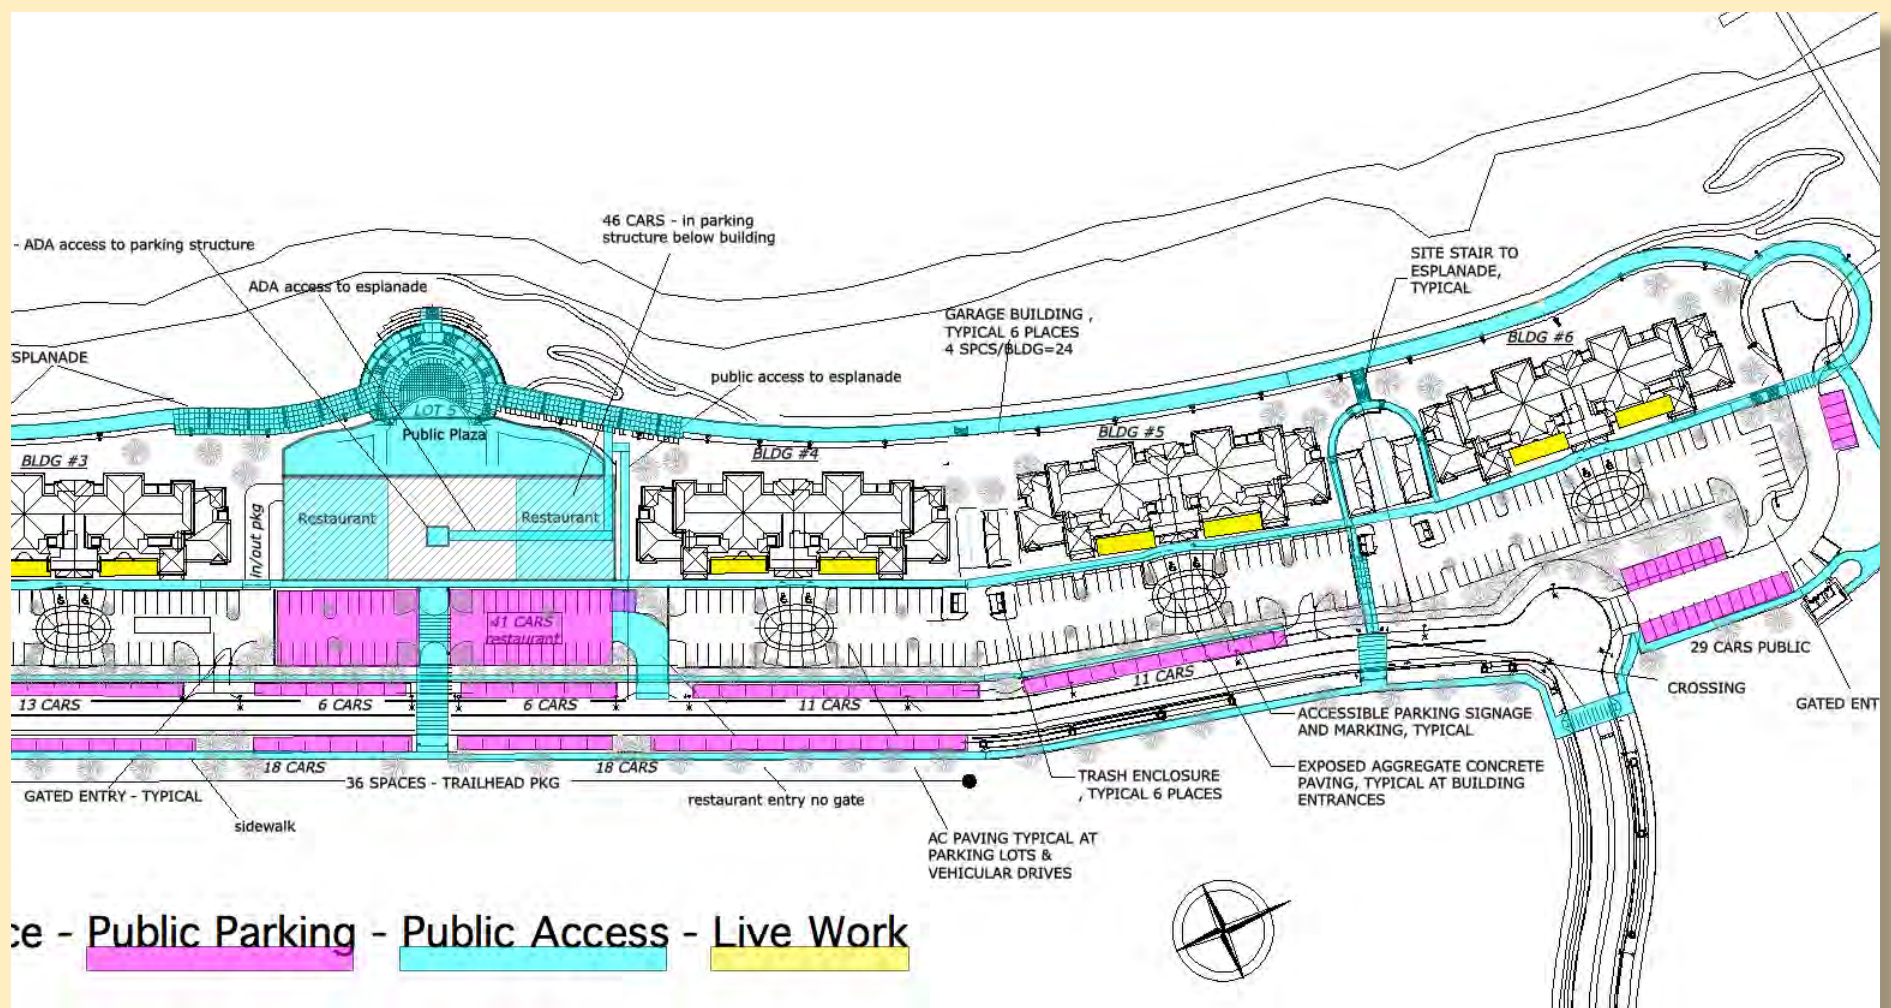 46 CARS - in parking
structure below building
- ADA access to parking structure
ADA access to esplanade
SITE STAIR TO
ESPLANADE,
TYPICAL
GARAGE BUILDING ,
TYPICAL 6 PLACES
4 SPCS/BLDG=24
BLDG #6
SPLANADE
public access to esplanade
LOT 5
Public Plaza
BLDG #3
BLDG #4
BLDG #5
in/out pkg
Restaurant
Restaurant
41 CARS
restaurant
29 CARS PUBLIC
13 CARS
6 CARS
6 CARS
11 CARS
11 CARS
CROSSING
GATED ENT
ACCESSIBLE PARKING SIGNAGE
AND MARKING, TYPICAL
18 CARS
18 CARS
36 SPACES - TRAILHEAD PKG
GATED ENTRY - TYPICAL
sidewalk
restaurant entry no gate
TRASH ENCLOSURE
, TYPICAL 6 PLACES
EXPOSED AGGREGATE CONCRETE
PAVING, TYPICAL AT BUILDING
ENTRANCES
AC PAVING TYPICAL AT
PARKING LOTS &
VEHICULAR DRIVES
ce - Public Parking - Public Access - Live Work